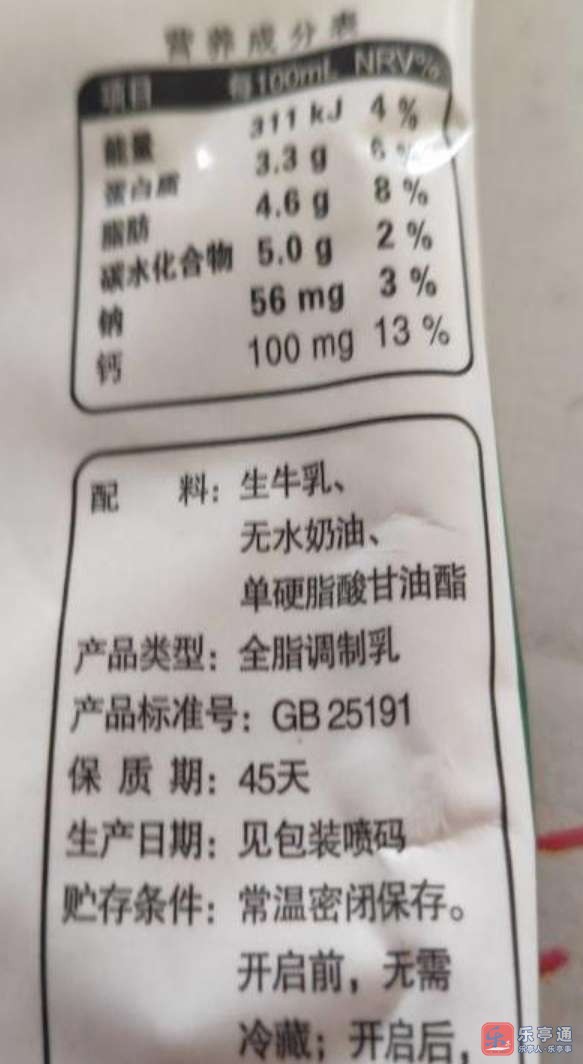 营养成分表
项目 每100mL NRV%
能量 311 kJ 4 %
蛋白质 3.3 g 6 %
脂肪 4.6 g 8 %
碳水化合物 5.0 g 2 %
钠 56 mg 3 %
钙 100 mg 13 %
配 料: 生牛乳、
无水奶油、
单硬脂酸甘油酯
产品类型: 全脂调制乳
产品标准号: GB 25191
保 质 期: 45天
生产日期: 见包装喷码
贮存条件: 常温密闭保存。
开启前，无需
冷藏；开启后,
乐亭通
乐亭人·乐亭事